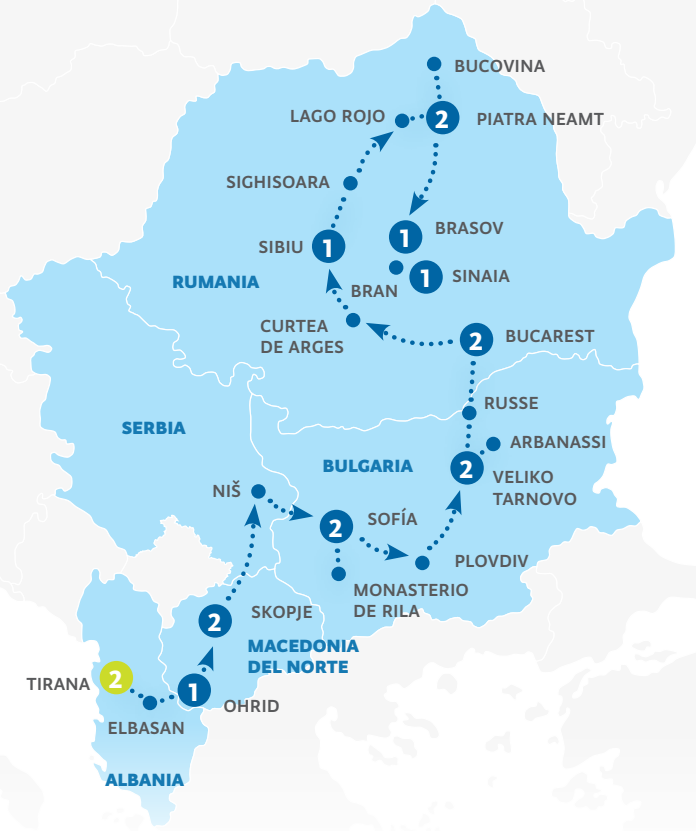 BUCOVINA
LAGO ROJO
2
PIATRA NEAMT
SIGHISOARA
1
BRASOV
SIBIU
1
1
SINAIA
RUMANIA
BRAN
CURTEA
DE ARGES
2
BUCAREST
RUSSE
SERBIA
ARBANASSI
BULGARIA
2
VELIKO
TARNOVO
NIŠ
2
SOFÍA
PLOVDIV
MONASTERIO
DE RILA
2
SKOPJE
MACEDONIA
DEL NORTE
TIRANA
2
1
OHRID
ELBASAN
ALBANIA